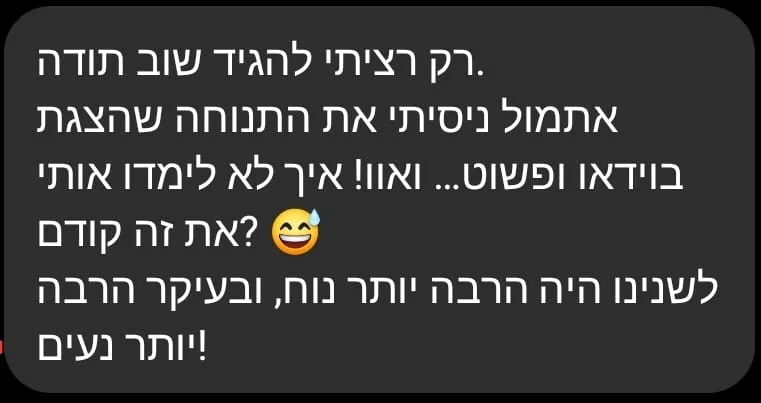 רק רציתי להגיד שוב תודה.
אתמול ניסיתי את התנוחה שהצגת
בוידאו ופשוט... ואוו! איך לא לימדו אותי
את זה קודם? 😅
לשנינו היה הרבה יותר נוח, ובעיקר הרבה
יותר נעים!